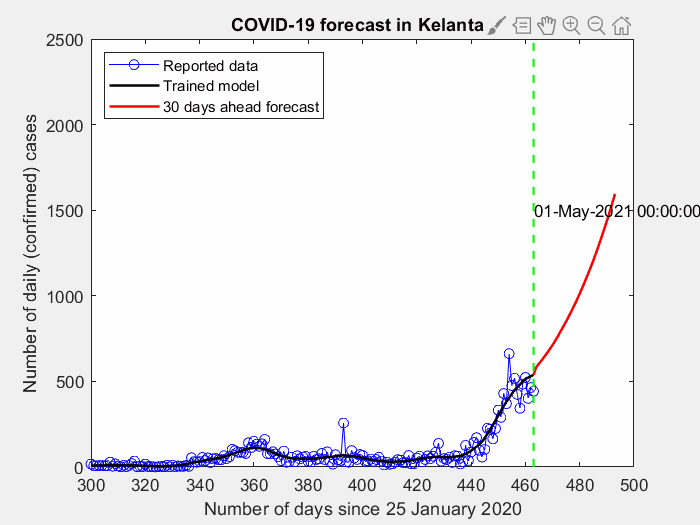 COVID-19 forecast in Kelanta
2500
2000
1500
1000
500
0
Number of daily (confirmed) cases
Reported data
Trained model
30 days ahead forecast
01-May-2021 00:00:00
300
320
340
360
380
400
420
440
460
480
500
Number of days since 25 January 2020